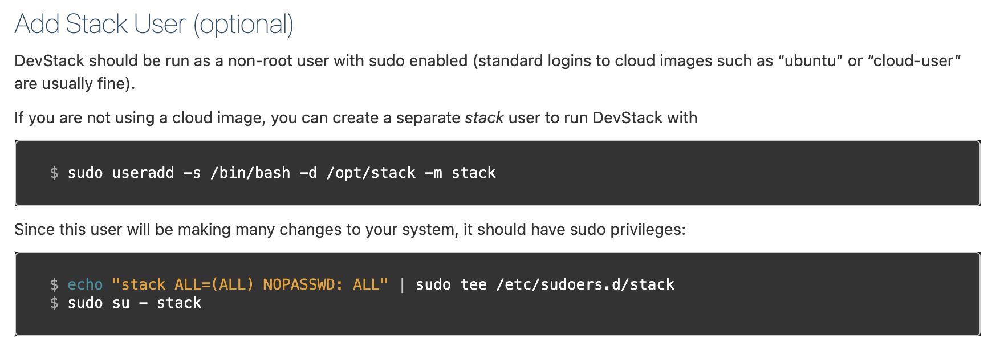 Add Stack User (optional)
DevStack should be run as a non-root user with sudo enabled (standard logins to cloud images such as “ubuntu” or “cloud-user”
are usually fine).
If you are not using a cloud image, you can create a separate stack user to run DevStack with
$ sudo useradd -s /bin/bash -d /opt/stack -m stack
Since this user will be making many changes to your system, it should have sudo privileges:
$ echo "stack ALL=(ALL) NOPASSWD: ALL" | sudo tee /etc/sudoers.d/stack
$ sudo su - stack